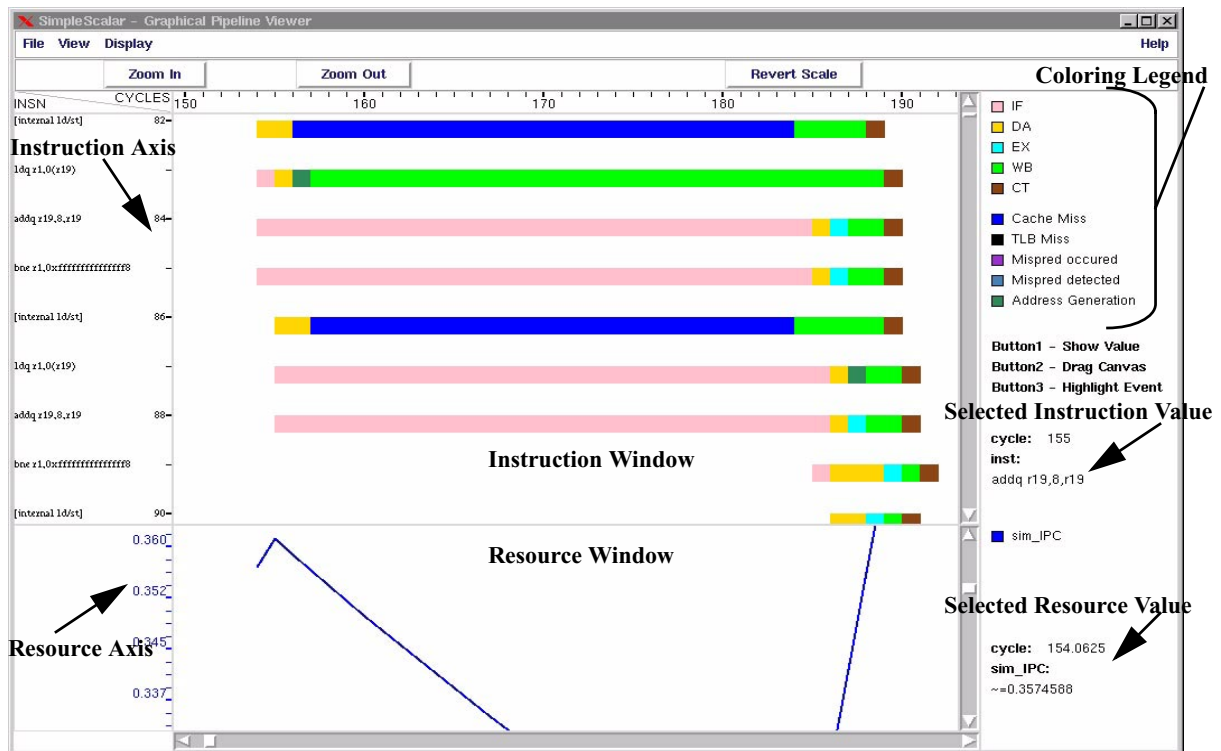 SimpleScalar - Graphical Pipeline Viewer
File View Display Help
Zoom In Zoom Out Revert Scale
Coloring Legend
INSN CYCLES 150 160 170 180 190
[internal ld/st] 82
Instruction Axis
ldq r1,0(r19)
addq r19,8,r19 84
bne r1,0xfffffffffffffff8
[internal ld/st] 86
ldq r1,0(r19)
addq r19,8,r19 88
bne r1,0xfffffffffffffff8
[internal ld/st] 90
Instruction Window
IF
DA
EX
WB
CT
Cache Miss
TLB Miss
Mispred occured
Mispred detected
Address Generation
Button1 - Show Value
Button2 - Drag Canvas
Button3 - Highlight Event
Selected Instruction Value
cycle: 155
inst:
addq r19,8,r19
0.360
0.352
0.345
0.337
Resource Axis
Resource Window
sim_IPC
Selected Resource Value
cycle: 154.0625
sim_IPC:
~=0.3574588